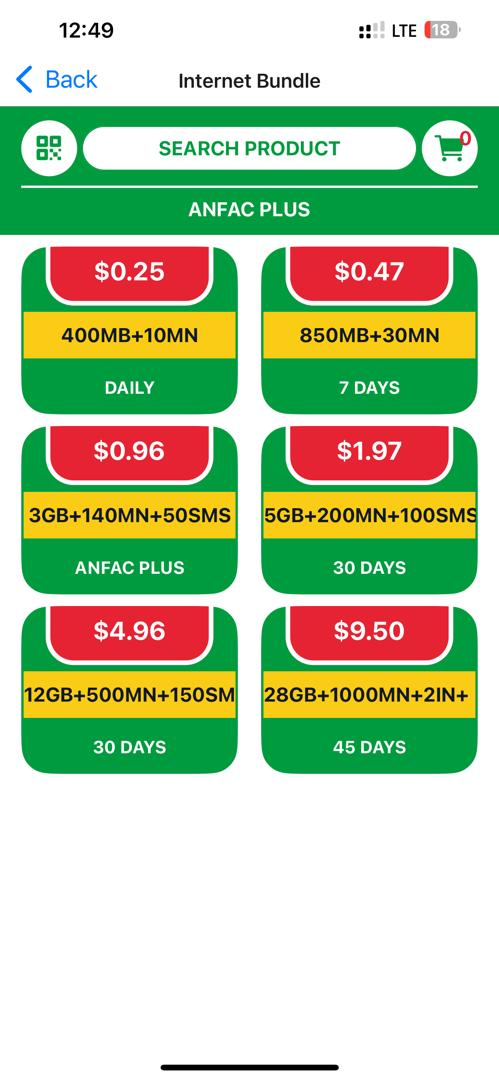 12:49 LTE 18
Back Internet Bundle
SEARCH PRODUCT 0
ANFAC PLUS
$0.25 $0.47
400MB+10MN 850MB+30MN
DAILY 7 DAYS
$0.96 $1.97
3GB+140MN+50SMS 5GB+200MN+100SMS
ANFAC PLUS 30 DAYS
$4.96 $9.50
12GB+500MN+150SM 28GB+1000MN+2IN+
30 DAYS 45 DAYS